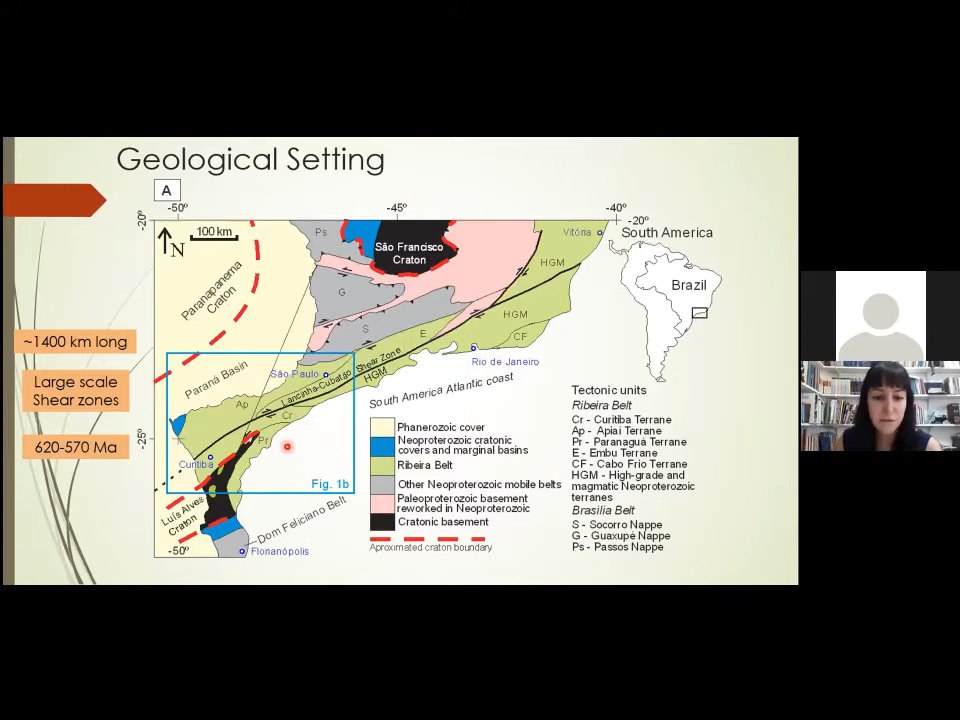 Geological Setting
A
-50º
-45º
-40º
-20º
-20º
100 km
N
Ps
São Francisco
Craton
Vitória
South America
HGM
Paranapanema
Craton
G
Brazil
S
E
HGM
CF
~1400 km long
Large scale
Shear zones
620-570 Ma
Rio de Janeiro
São Paulo
Lancinha-Cubatão Shear Zone
HGM
Paraná Basin
South America Atlantic coast
Ap
Cr
Pr
-25º
Curitiba
Fig. 1b
Luís Alves
Craton
Dom Feliciano Belt
-50º
Florianópolis
Phanerozoic cover
Neoproterozoic cratonic
covers and marginal basins
Ribeira Belt
Other Neoproterozoic mobile belts
Paleoproterozoic basement
reworked in Neoproterozoic
Cratonic basement
Aproximated craton boundary
Tectonic units
Ribeira Belt
Cr - Curitiba Terrane
Ap - Apiaí Terrane
Pr - Paranaguá Terrane
E - Embu Terrane
CF - Cabo Frio Terrane
HGM - High-grade and
magmatic Neoproterozoic
terranes
Brasilia Belt
S - Socorro Nappe
G - Guaxupé Nappe
Ps - Passos Nappe